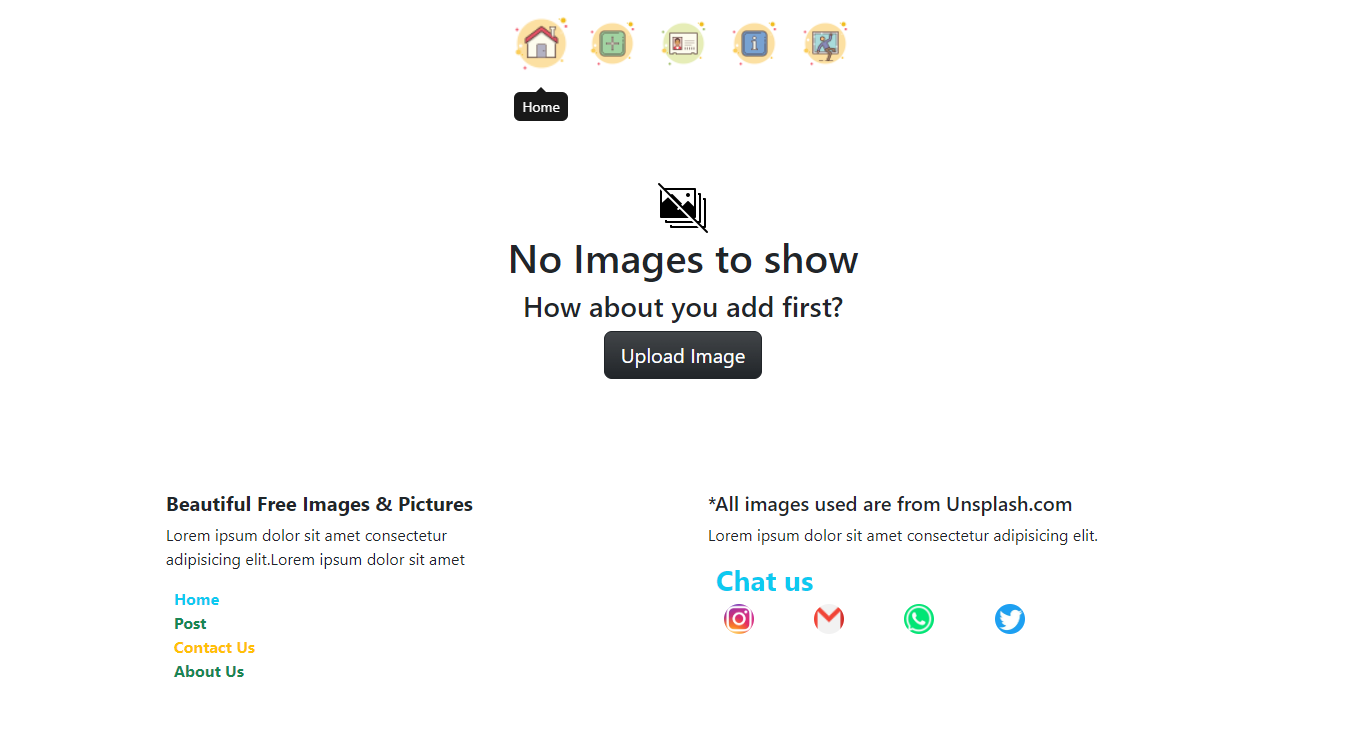 Home
No Images to show
How about you add first?
Upload Image
Beautiful Free Images & Pictures
Lorem ipsum dolor sit amet consectetur
adipisicing elit.Lorem ipsum dolor sit amet
Home
Post
Contact Us
About Us
*All images used are from Unsplash.com
Lorem ipsum dolor sit amet consectetur adipisicing elit.
Chat us